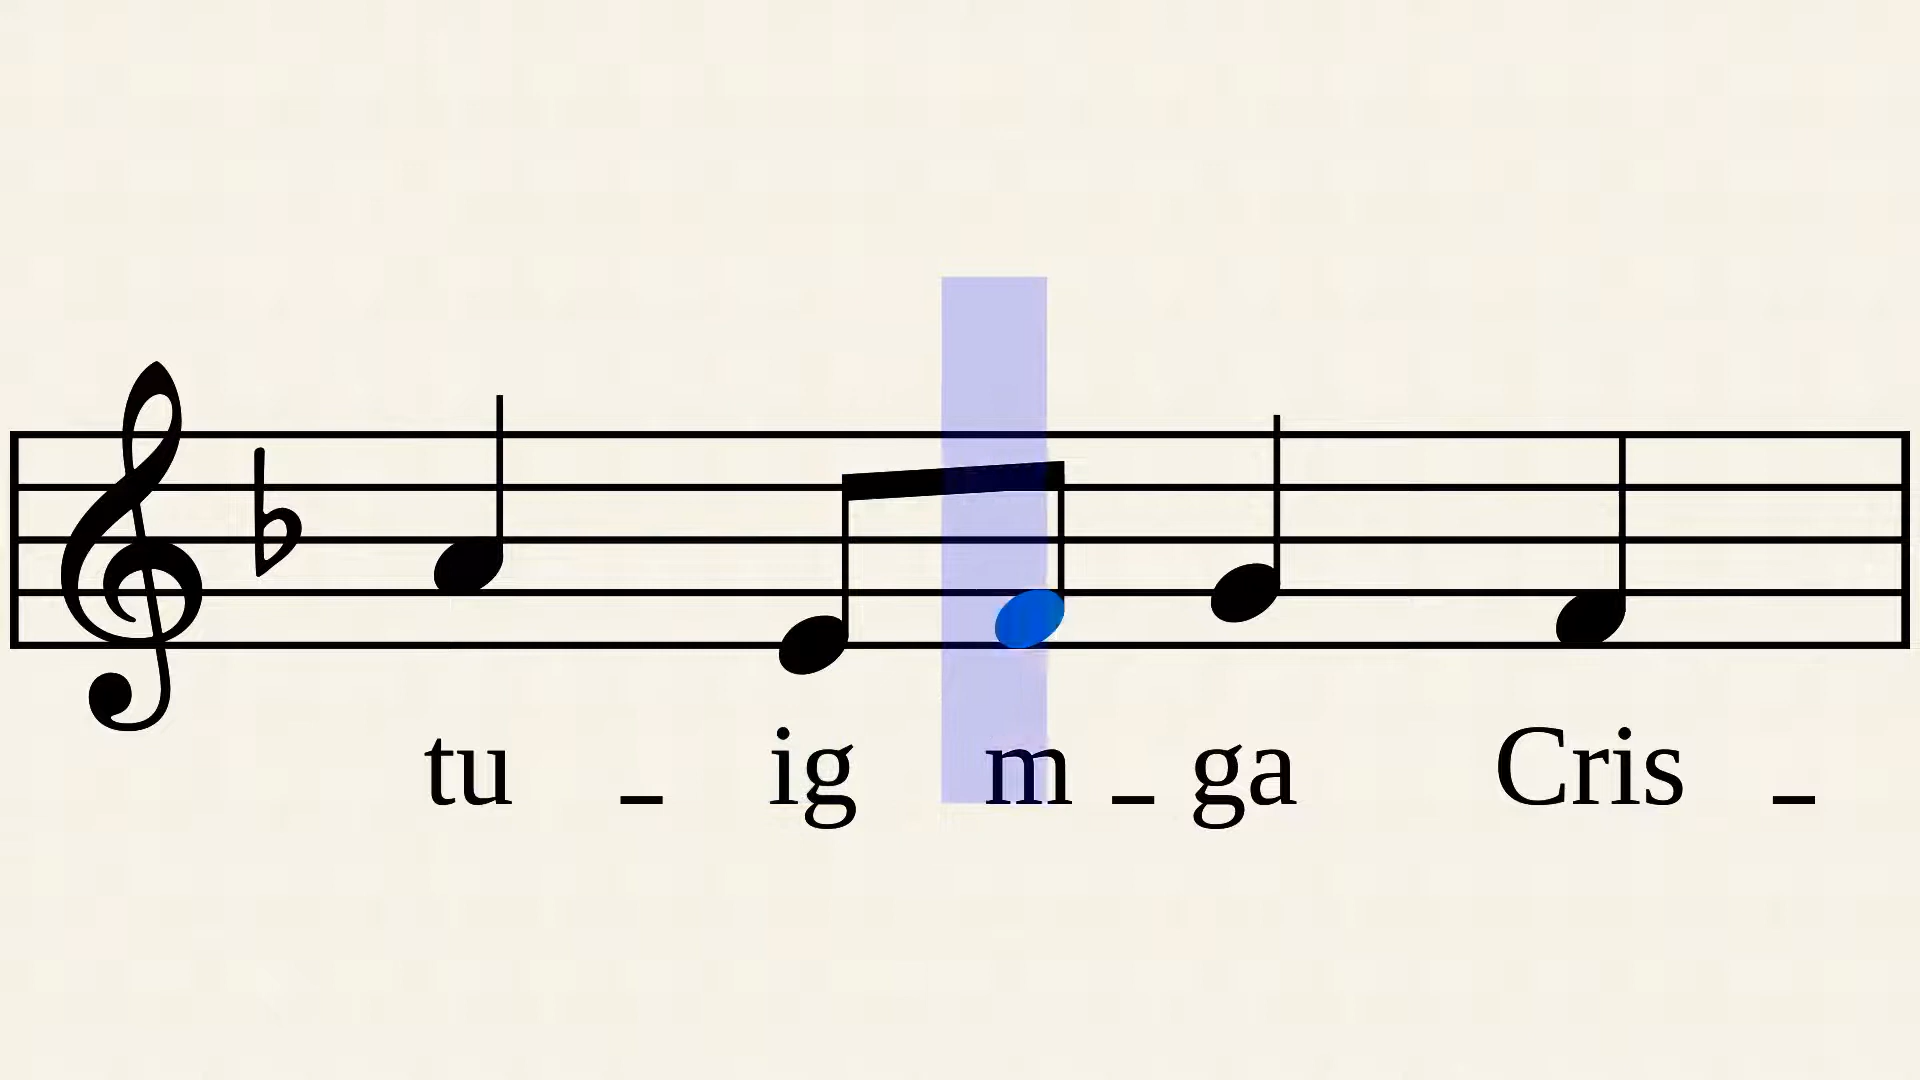 tu _ ig m _ ga Cris _